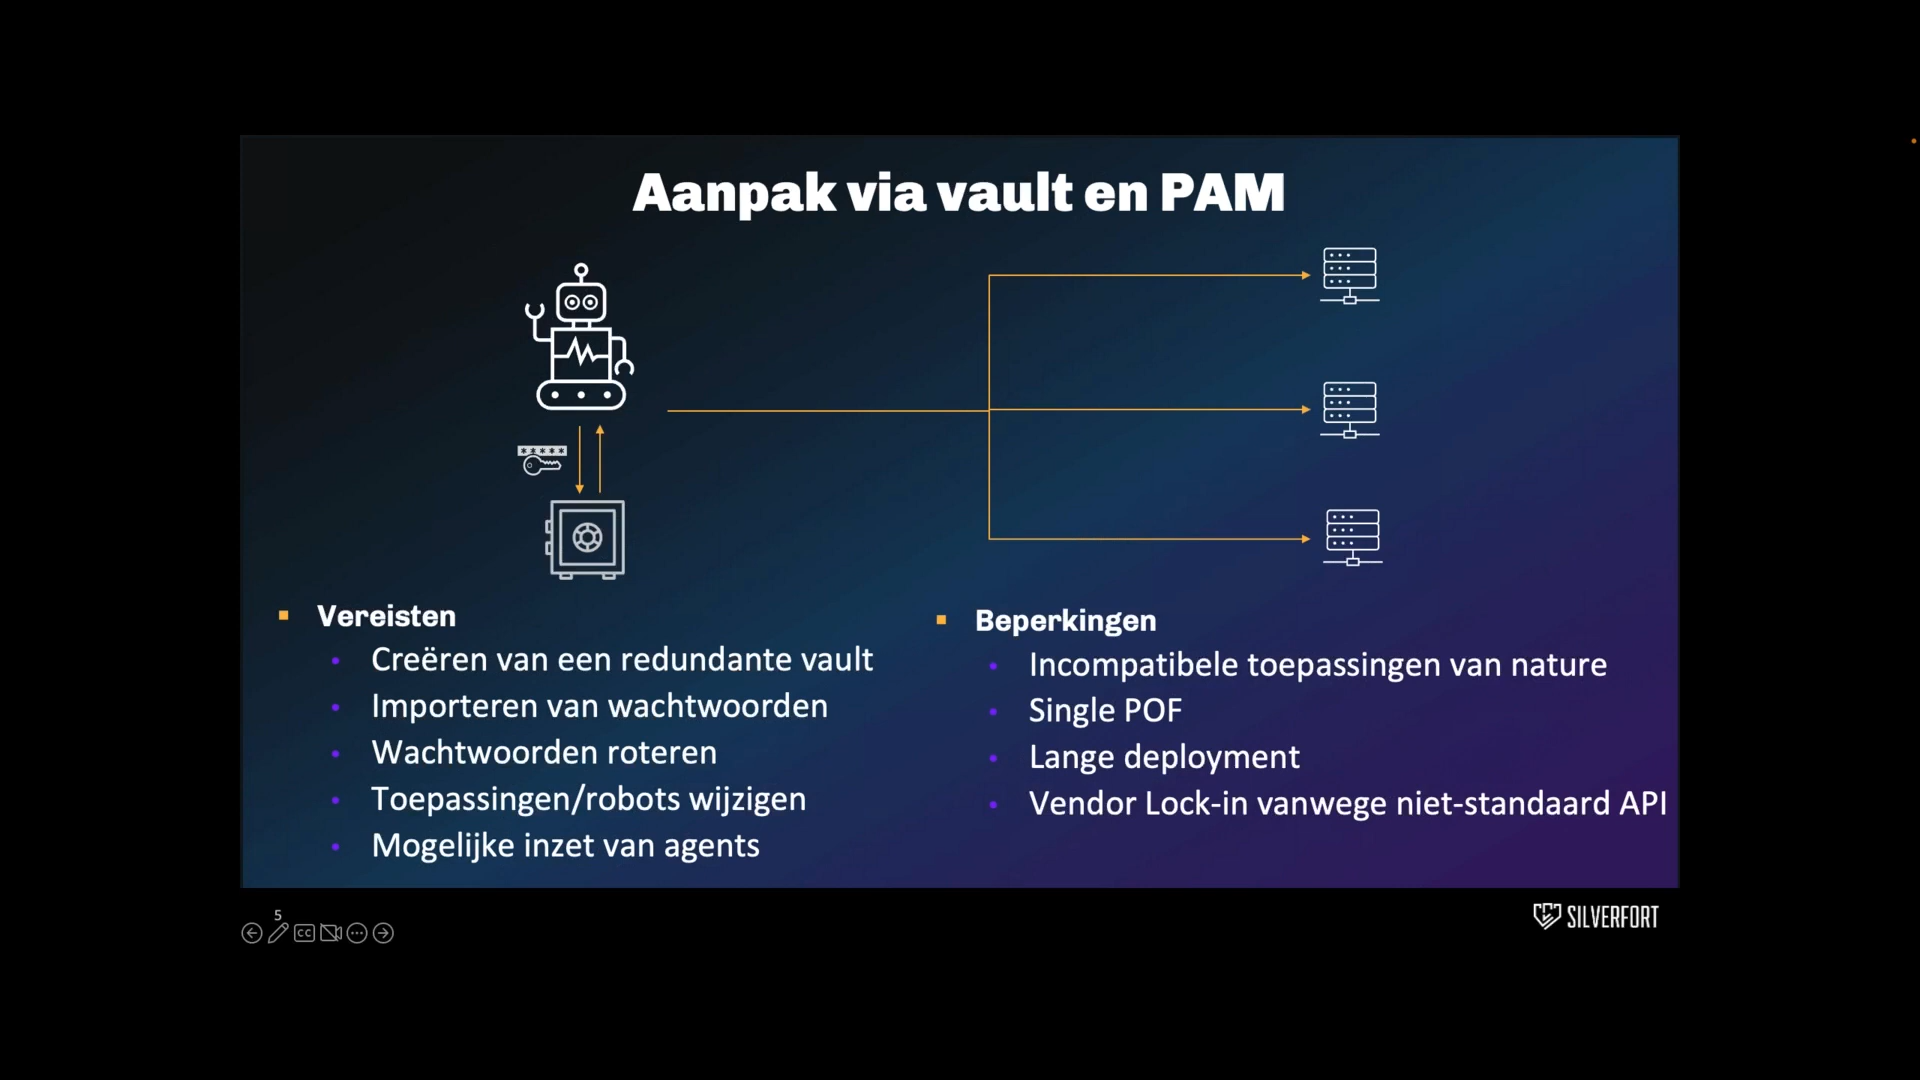 Aanpak via vault en PAM
*****
Vereisten
Creëren van een redundante vault
Importeren van wachtwoorden
Wachtwoorden roteren
Toepassingen/robots wijzigen
Mogelijke inzet van agents
Beperkingen
Incompatibele toepassingen van nature
Single POF
Lange deployment
Vendor Lock-in vanwege niet-standaard API
5
CC
SILVERFORT